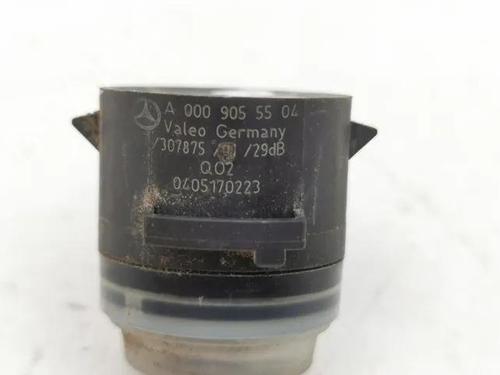 A 000 905 55 04
Valeo Germany
/307875 / /29dB
Q02
0405170223